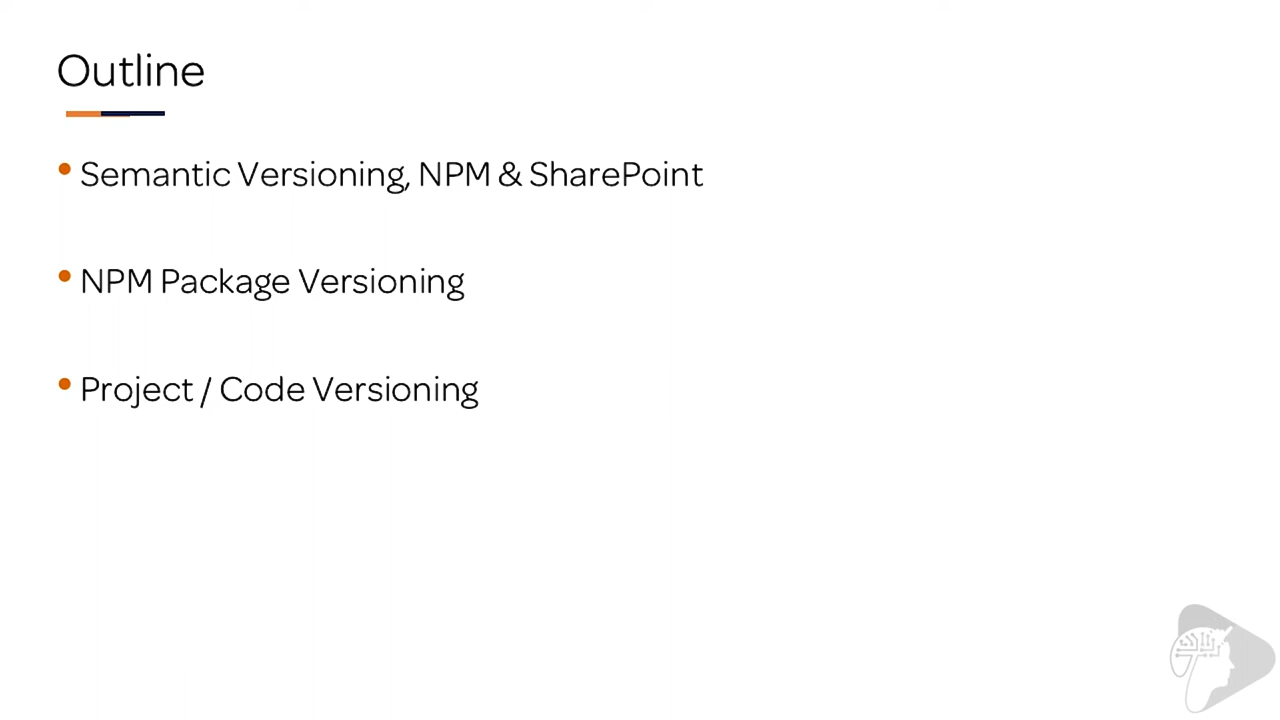 Outline
• Semantic Versioning, NPM & SharePoint
• NPM Package Versioning
• Project / Code Versioning